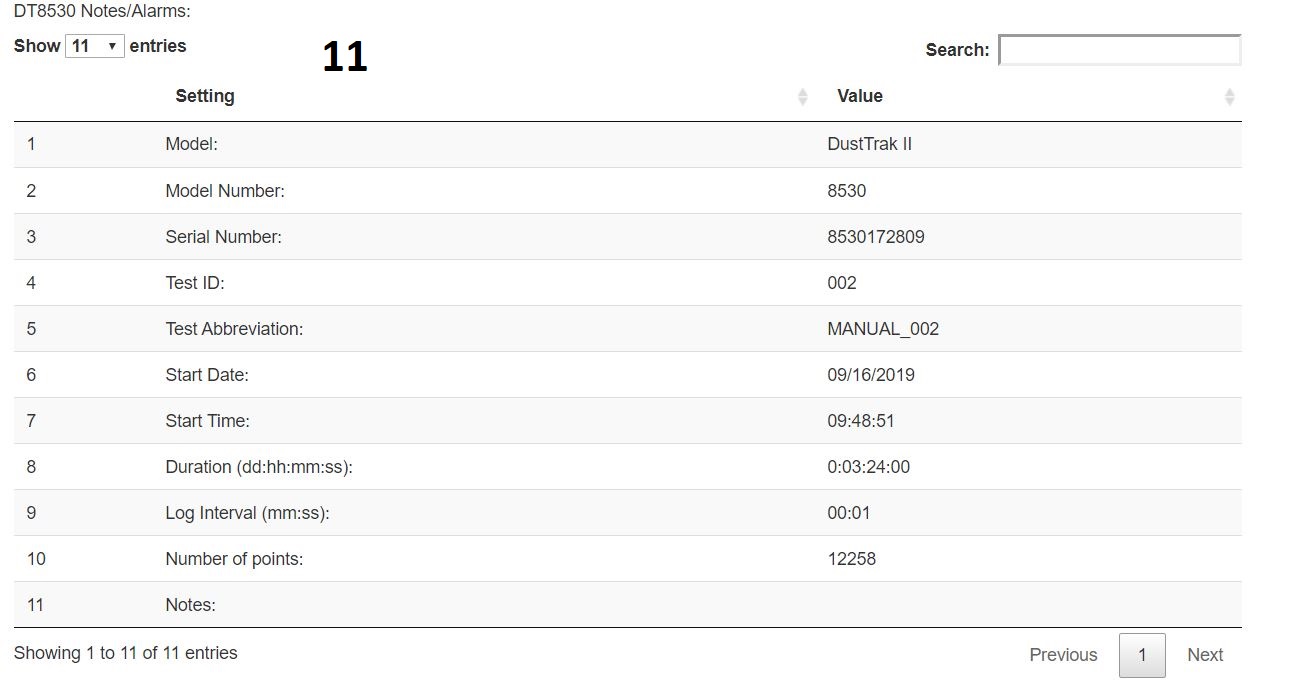 DT8530 Notes/Alarms:
Show 11 entries
11
Search:
Setting Value
1 Model: DustTrak II
2 Model Number: 8530
3 Serial Number: 8530172809
4 Test ID: 002
5 Test Abbreviation: MANUAL_002
6 Start Date: 09/16/2019
7 Start Time: 09:48:51
8 Duration (dd:hh:mm:ss): 0:03:24:00
9 Log Interval (mm:ss): 00:01
10 Number of points: 12258
11 Notes:
Showing 1 to 11 of 11 entries
Previous 1 Next